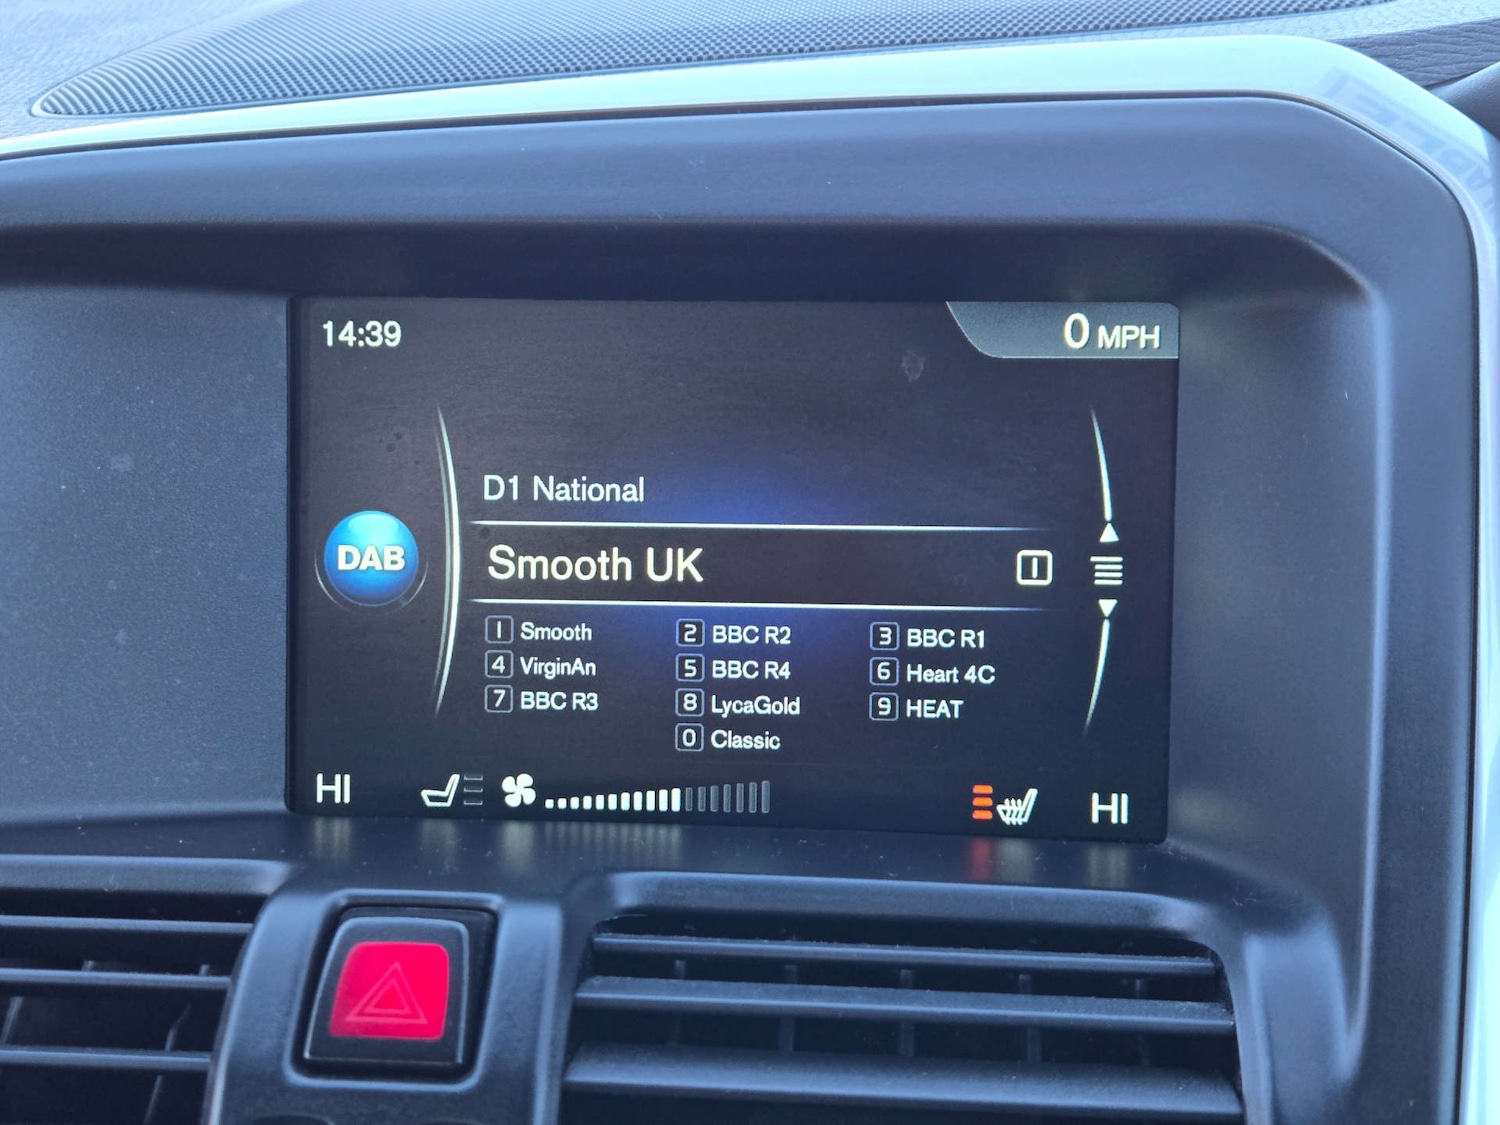 14:39
0 MPH
D1 National
DAB
Smooth UK
1
1 Smooth 2 BBC R2 3 BBC R1
4 VirginAn 5 BBC R4 6 Heart 4C
7 BBC R3 8 LycaGold 9 HEAT
0 Classic
HI HI